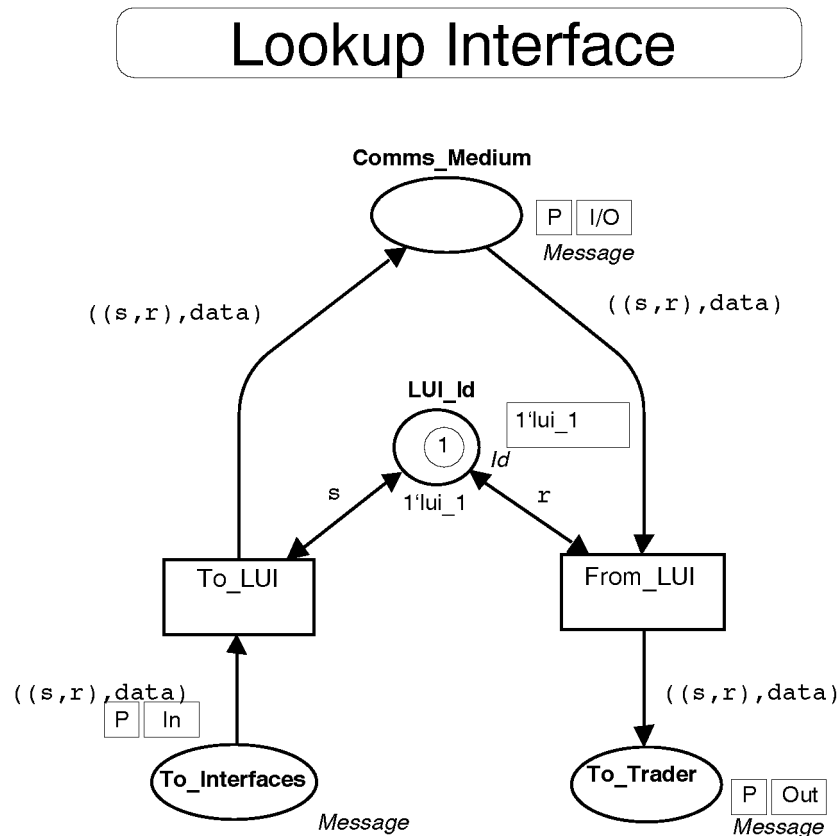 Lookup Interface
Comms_Medium
P I/O
Message
((s,r),data)
((s,r),data)
LUI_Id
1‘lui_1
1
Id
1‘lui_1
s
r
To_LUI
From_LUI
((s,r),data)
((s,r),data)
P In
To_Interfaces
To_Trader
P Out
Message
Message